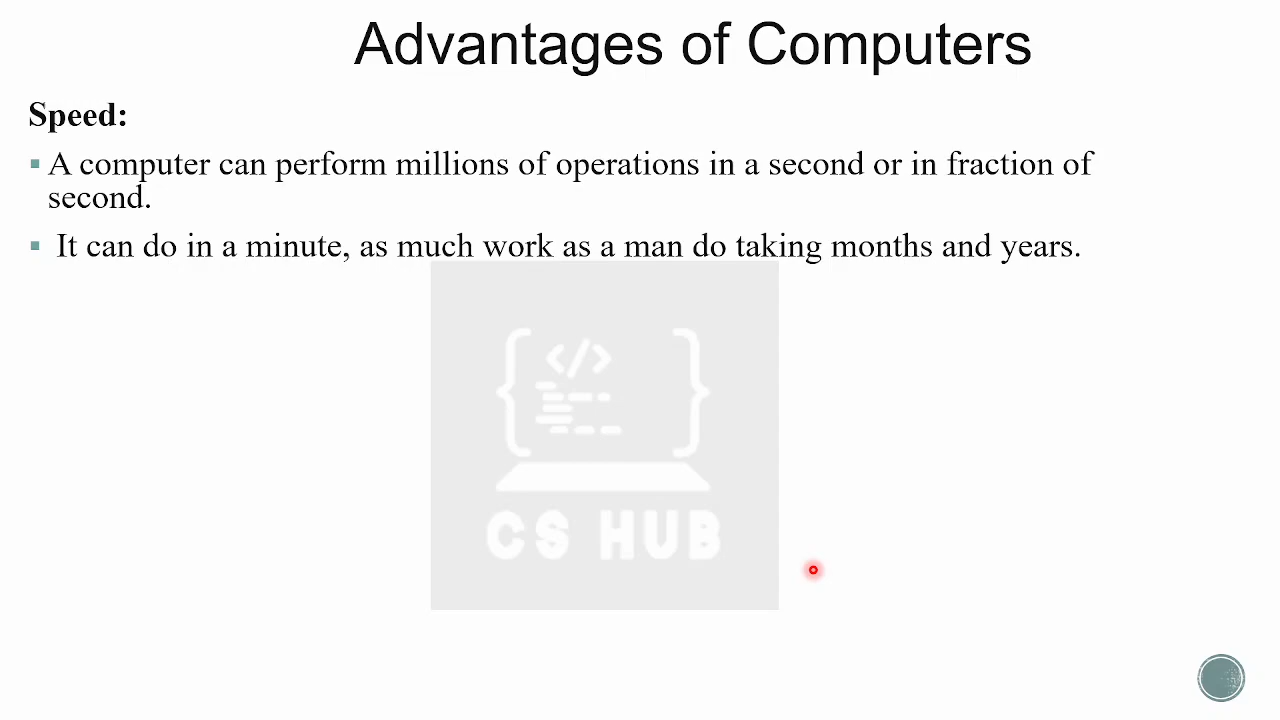 Advantages of Computers
Speed:
▪ A computer can perform millions of operations in a second or in fraction of
second.
▪ It can do in a minute, as much work as a man do taking months and years.
</>
CS HUB